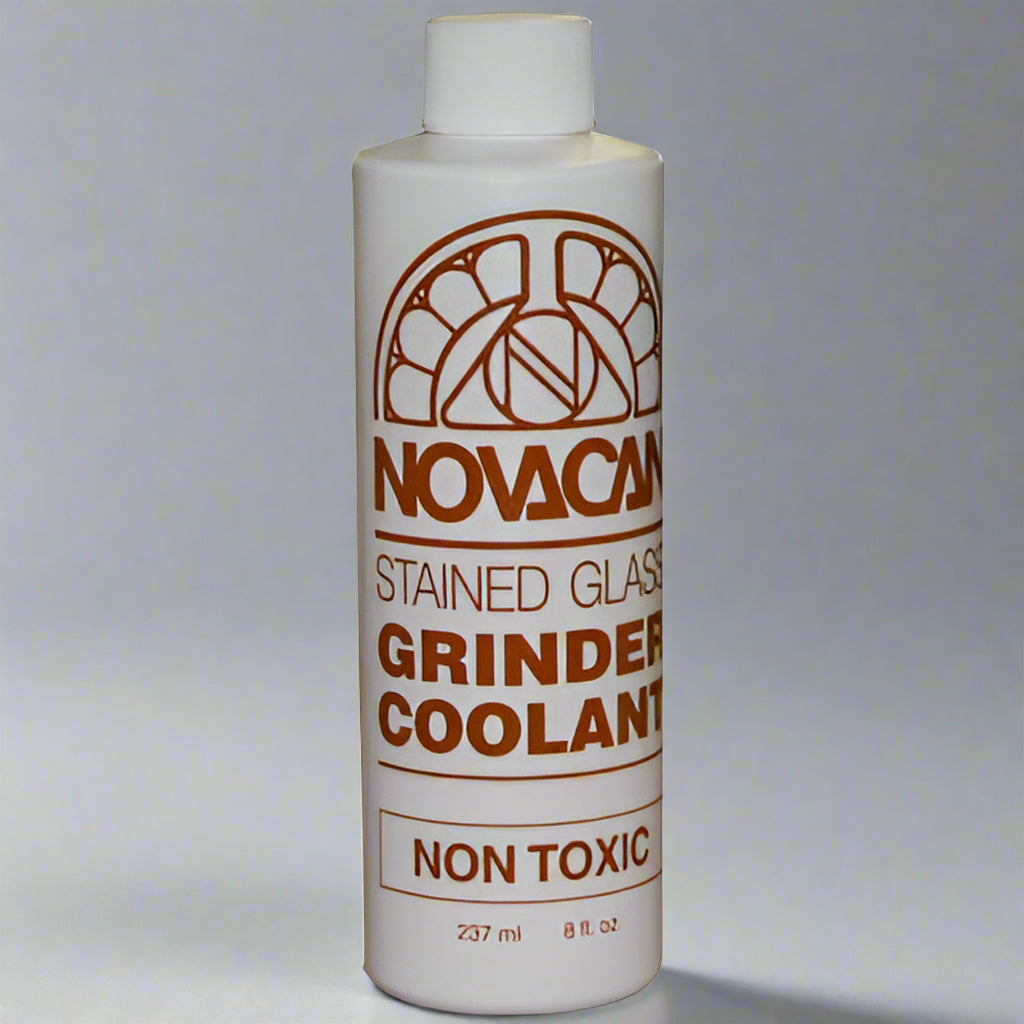 N
NOVACAN
STAINED GLASS
GRINDER
COOLANT
NON TOXIC
237 ml 8 fl. oz.